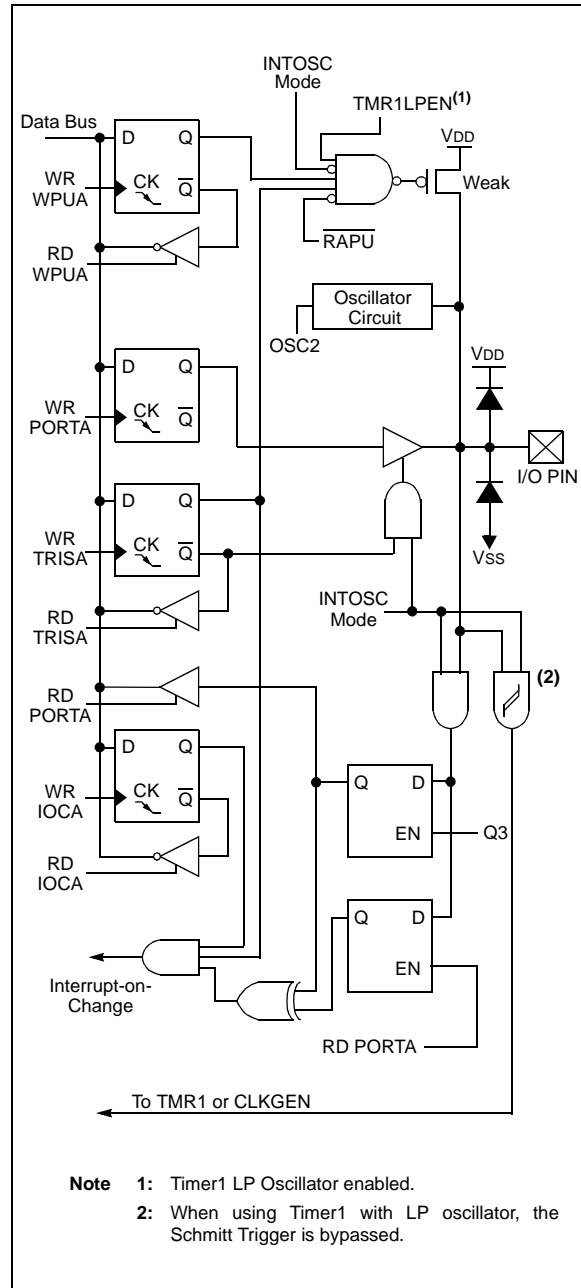 INTOSC
Mode
TMR1LPEN(1)
Data Bus
VDD
D Q
WR
WPUA
CK Q
Weak
RD
WPUA
RAPU
Oscillator
Circuit
OSC2
VDD
D Q
WR
PORTA
CK Q
I/O PIN
D Q
WR
TRISA
CK Q
VSS
INTOSC
Mode
RD
TRISA
(2)
RD
PORTA
D Q
WR
IOCA
CK Q
Q D
EN
Q3
RD
IOCA
Q D
EN
Interrupt-on-
Change
RD PORTA
To TMR1 or CLKGEN
Note 1: Timer1 LP Oscillator enabled.
2: When using Timer1 with LP oscillator, the
Schmitt Trigger is bypassed.